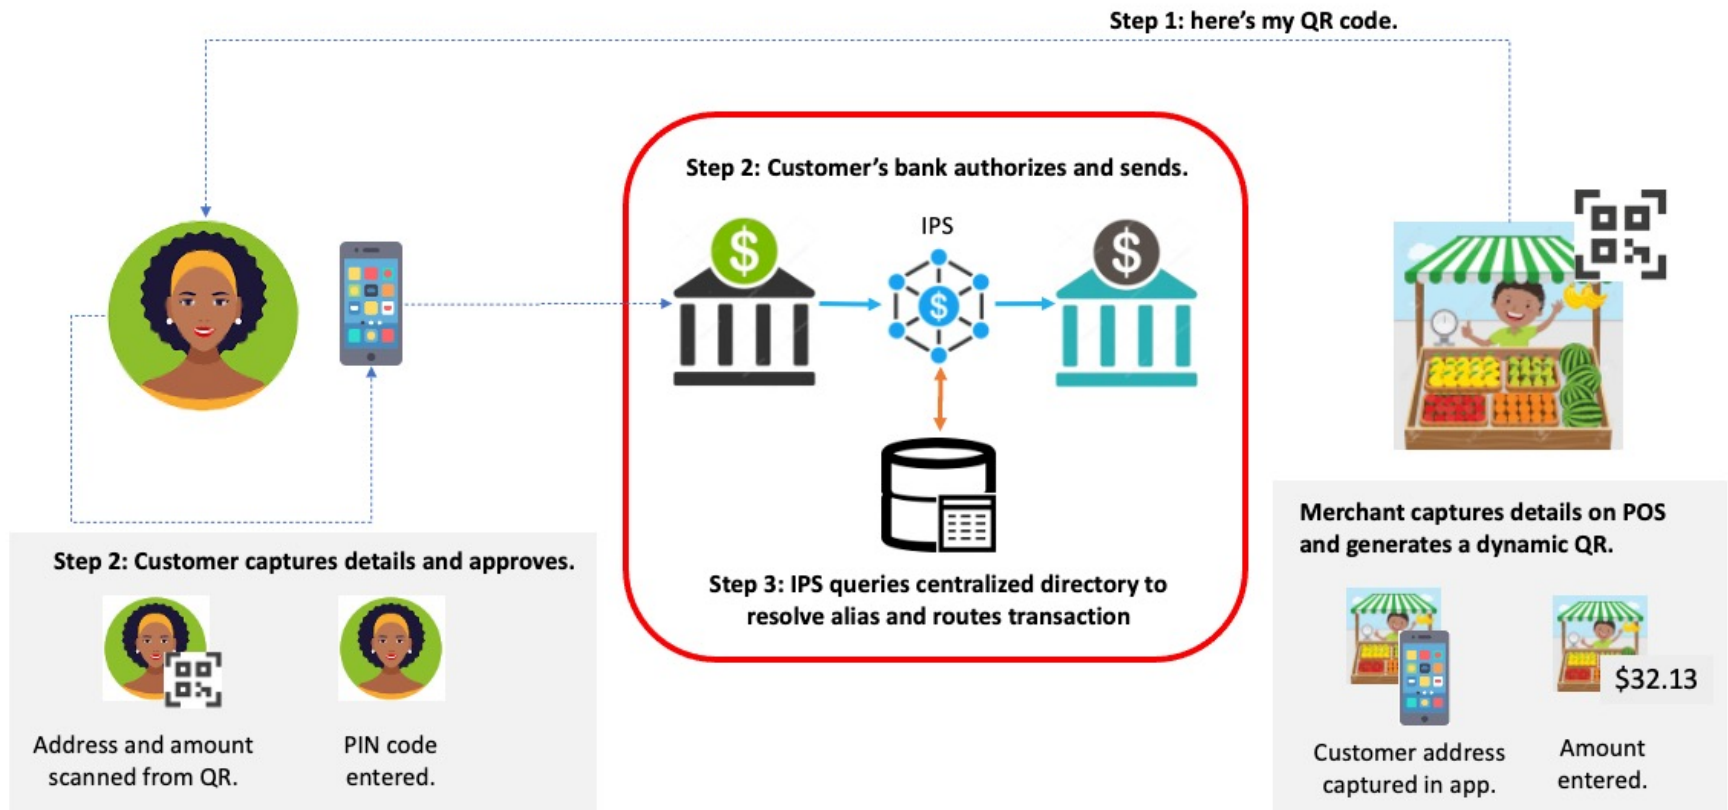 Step 1: here's my QR code.
Step 2: Customer's bank authorizes and sends.
IPS
$
$
$
Step 3: IPS queries centralized directory to
resolve alias and routes transaction
Step 2: Customer captures details and approves.
Address and amount
scanned from QR.
PIN code
entered.
Merchant captures details on POS
and generates a dynamic QR.
$32.13
Customer address
captured in app.
Amount
entered.